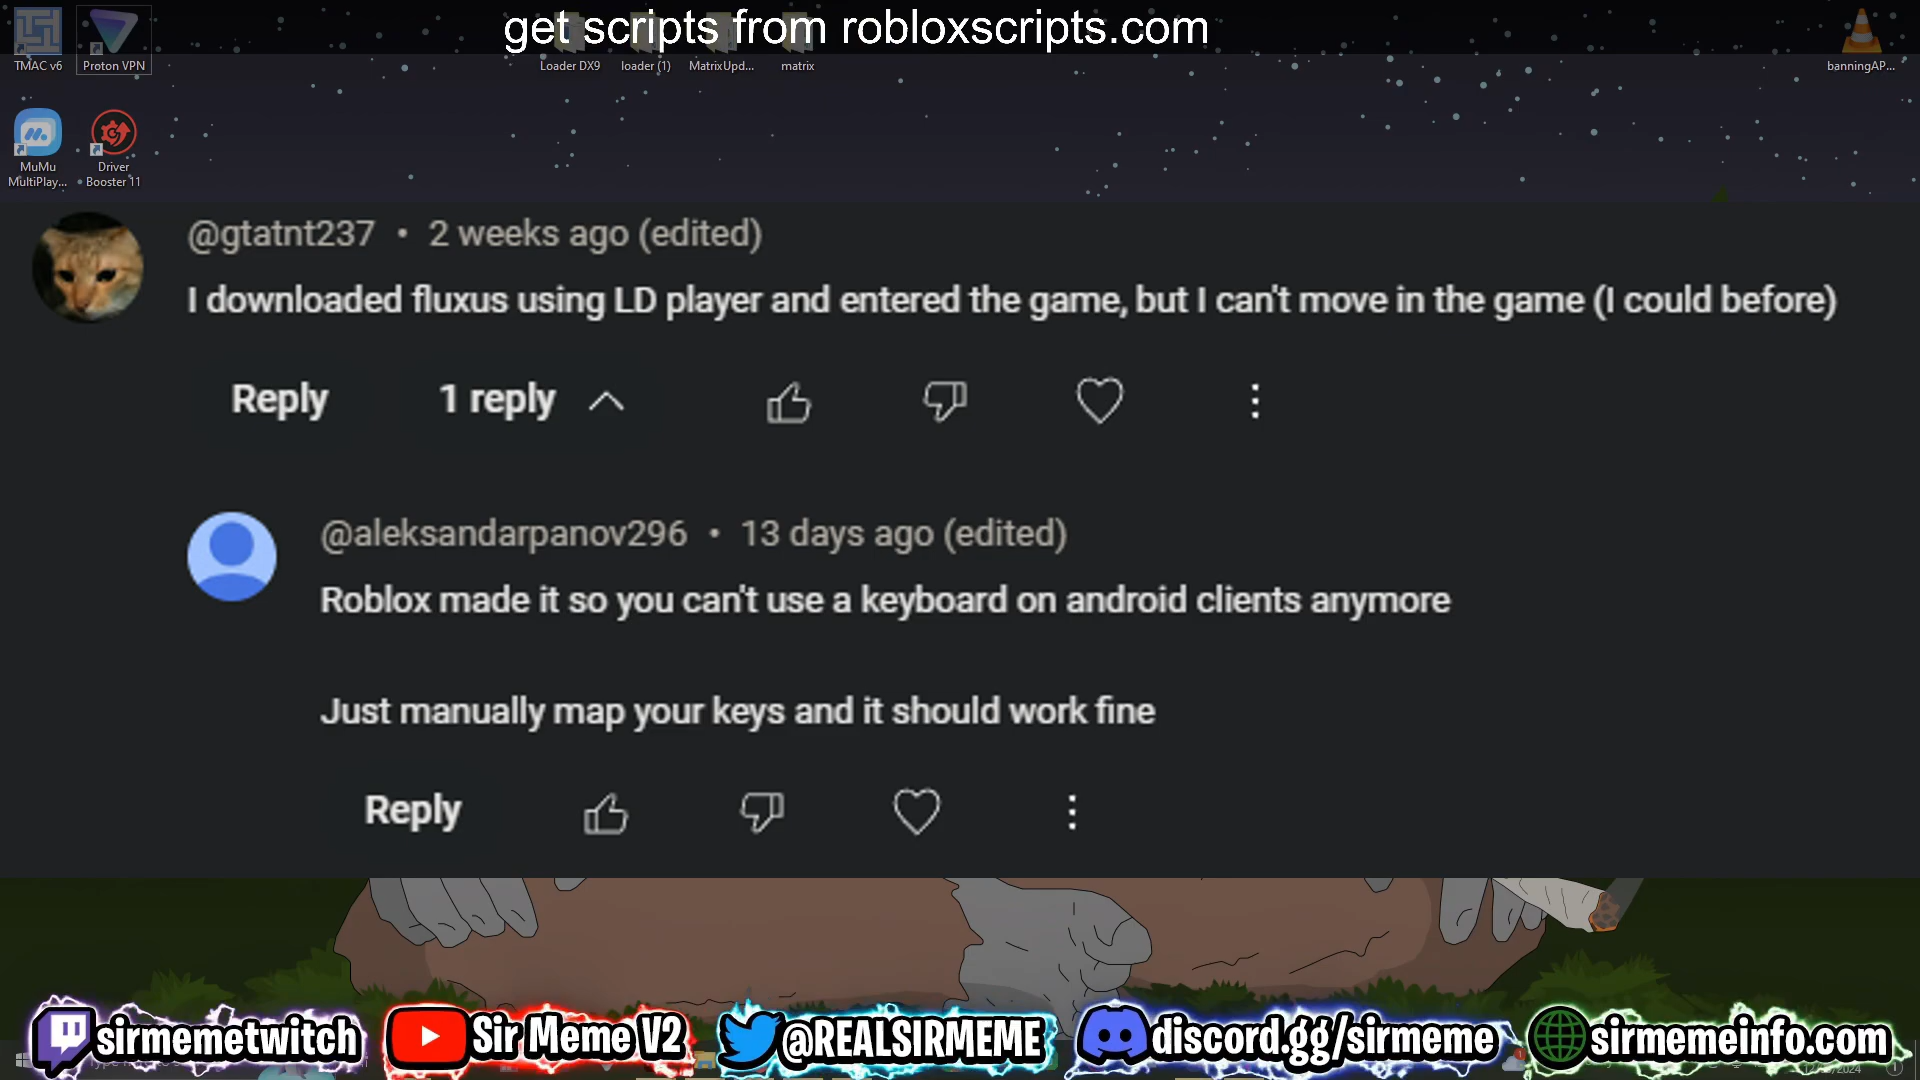 get scripts from robloxscripts.com
TMAC v6
Proton VPN
Loader DX9
loader (1)
MatrixUpd...
matrix
banningAP...
MuMu
MultiPlay...
Driver
Booster 11
@gtatnt237 • 2 weeks ago (edited)
I downloaded fluxus using LD player and entered the game, but I can't move in the game (I could before)
Reply
1 reply
@aleksandarpanov296 • 13 days ago (edited)
Roblox made it so you can't use a keyboard on android clients anymore
Just manually map your keys and it should work fine
Reply
sirmemetwitch
Sir Meme V2
@REALSIRMEME
discord.gg/sirmeme
sirmemeinfo.com